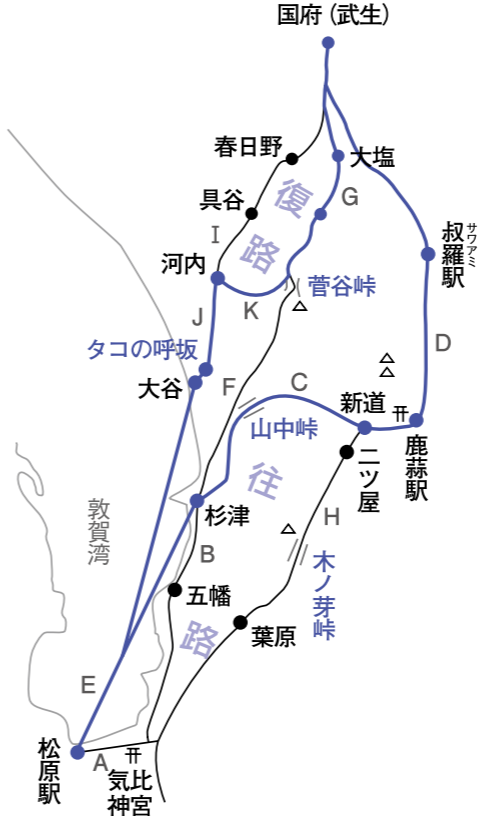 国府（武生）
春日野
大塩
復
G
具谷
I
路
叔羅駅
サワアミ
河内
菅谷峠
K
J
D
タコの呼坂
大谷
F
C
新道
山中峠
鹿蒜駅
二ツ屋
往
杉津
H
敦賀湾
B
木ノ芽峠
五幡
葉原
路
E
松原駅
A
気比
神宮